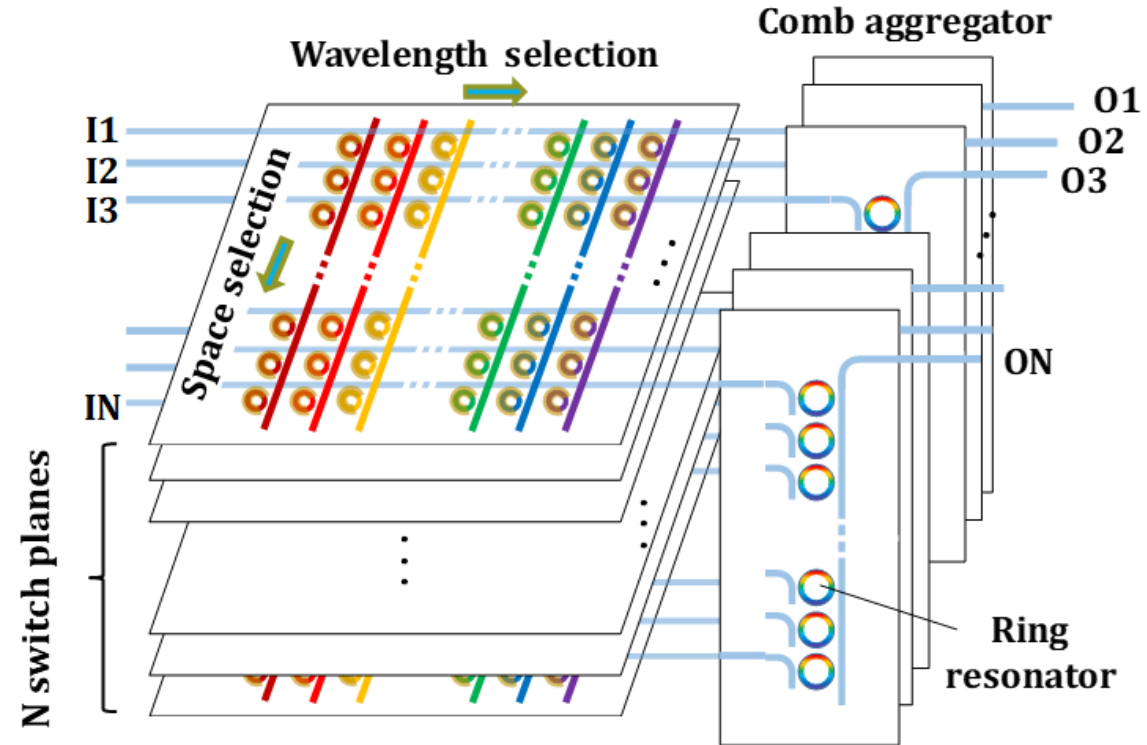 Comb aggregator
Wavelength selection
I1
I2
I3
IN
Space selection
N switch planes
O1
O2
O3
ON
Ring
resonator